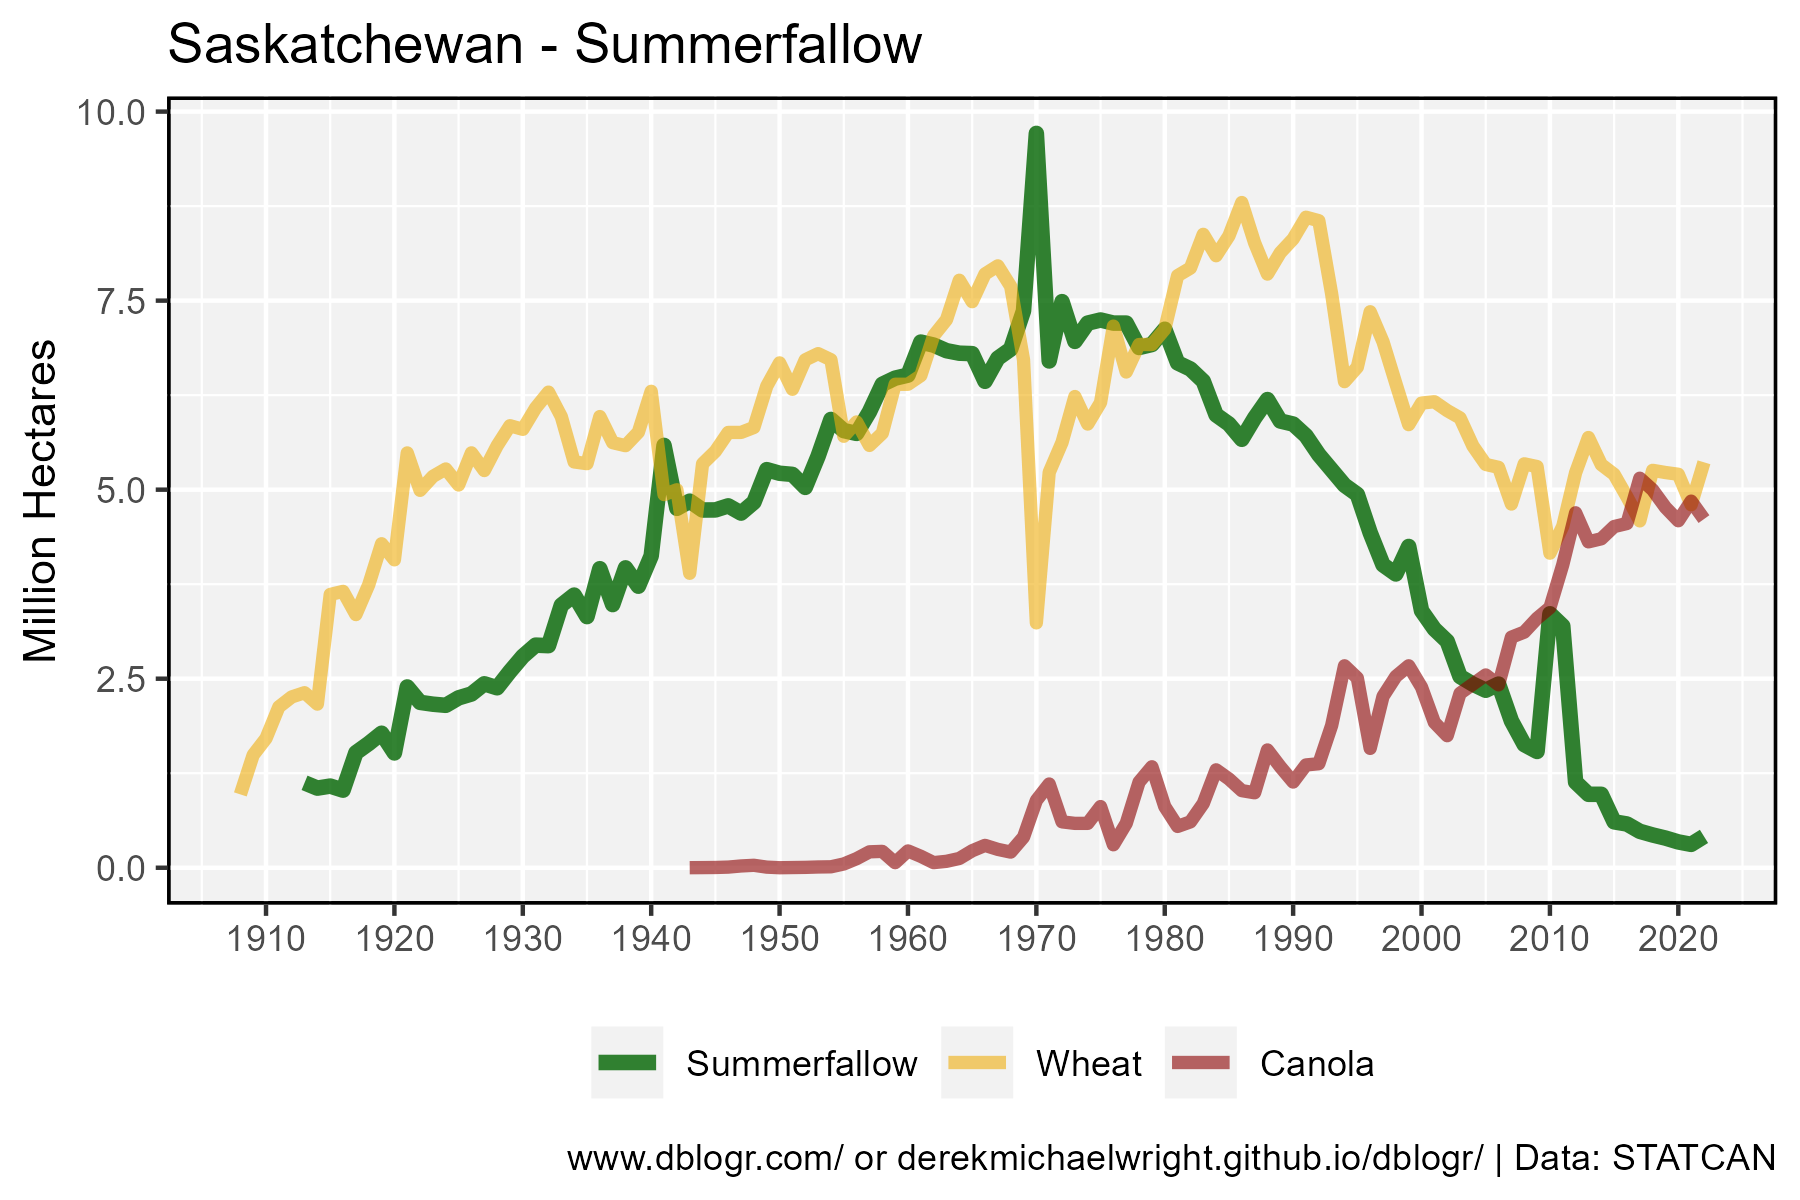 Saskatchewan - Summerfallow
Million Hectares
10.0
7.5
5.0
2.5
0.0
1910 1920 1930 1940 1950 1960 1970 1980 1990 2000 2010 2020
Summerfallow Wheat Canola
www.dblogr.com/ or derekmichaelwright.github.io/dblogr/ | Data: STATCAN